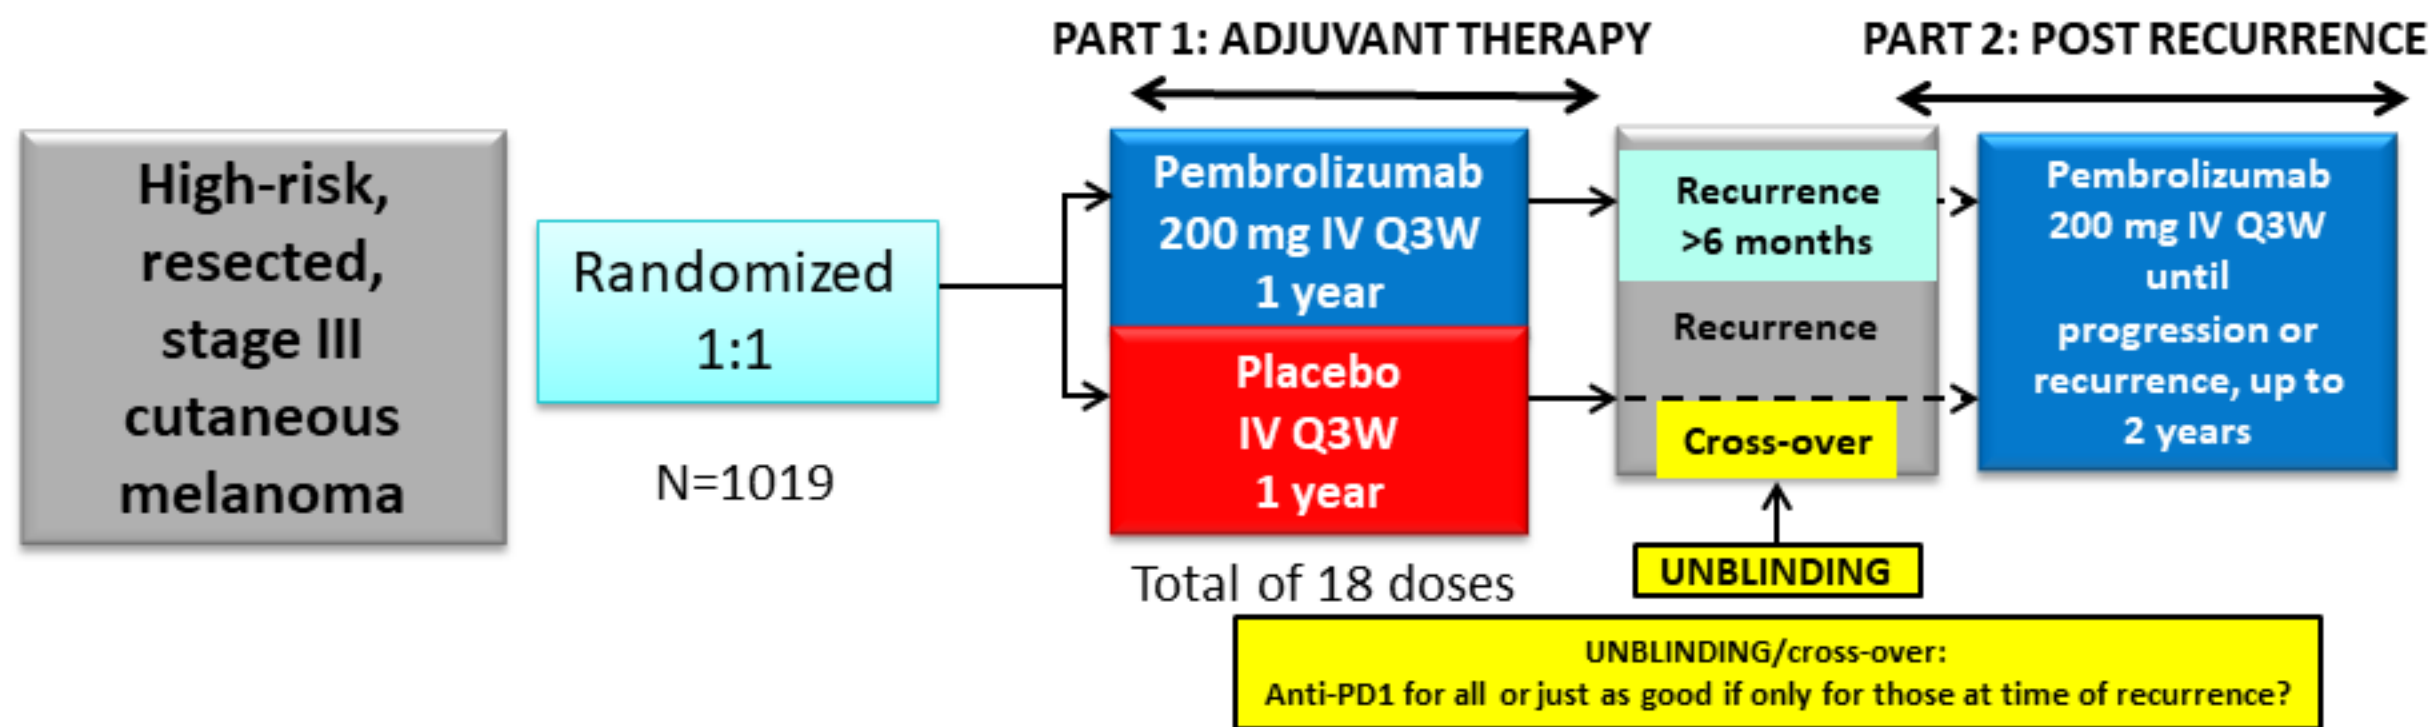 PART 1: ADJUVANT THERAPY
PART 2: POST RECURRENCE
High-risk,
resected,
stage III
cutaneous
melanoma
Randomized
1:1
N=1019
Pembrolizumab
200 mg IV Q3W
1 year
Placebo
IV Q3W
1 year
Total of 18 doses
Recurrence
>6 months
Recurrence
Cross-over
UNBLINDING
Pembrolizumab
200 mg IV Q3W
until
progression or
recurrence, up to
2 years
UNBLINDING/cross-over:
Anti-PD1 for all or just as good if only for those at time of recurrence?